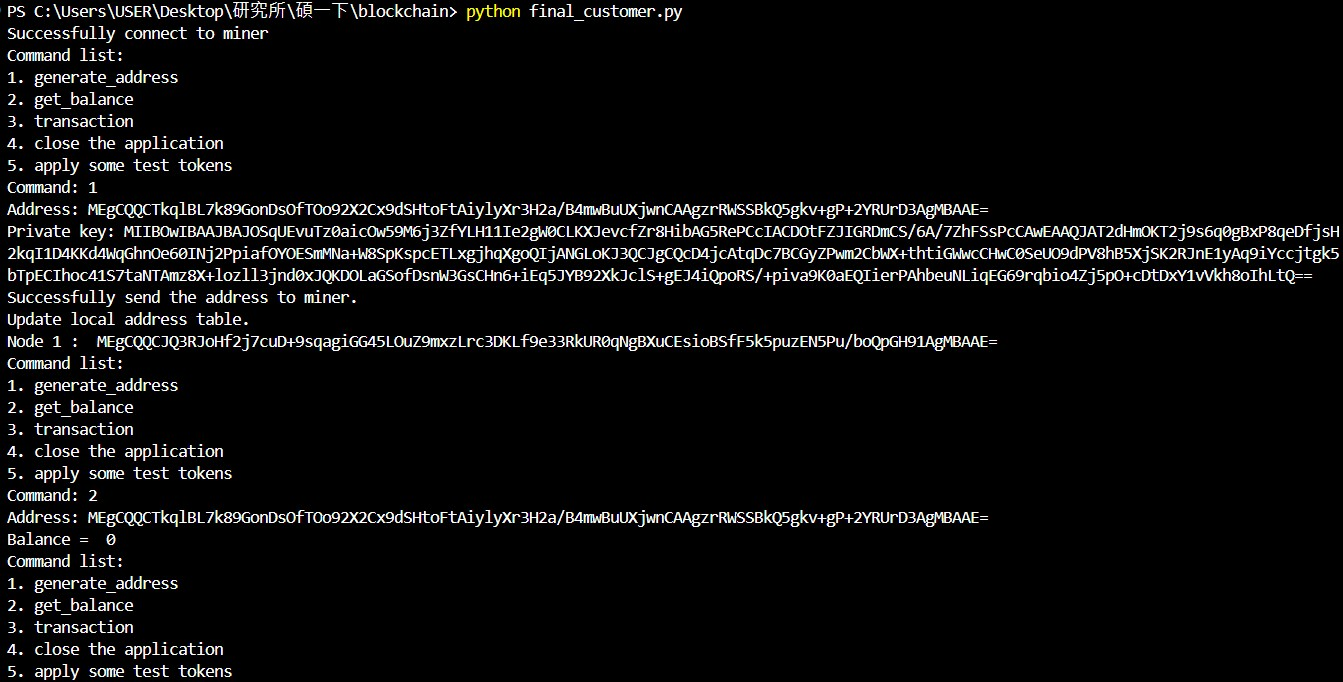 PS C:\Users\USER\Desktop\研究所\碩一下\blockchain> python final_customer.py
Successfully connect to miner
Command list:
1. generate_address
2. get_balance
3. transaction
4. close the application
5. apply some test tokens
Command: 1
Address: MEgCQQCTkqlBL7k89GonDsOfTOo92X2Cx9dSHtoFtAiylyXr3H2a/B4mwBuUXjwnCAAgzrRWSSBkQ5gkv+gP+2YRUrD3AgMBAAE=
Private key: MIIBOwIBAAJBAJOSqUEvuTz0aicOw59M6j3ZfYLH11Ie2gW0CLKXJevcfZr8HibAG5RePCcIACDOtFZJIGRDmCS/6A/7ZhFSsPcCAwEAAQJAT2dHmOKT2j9s6q0gBxP8qeDfjsH
2kqI1D4KKd4WqGhnOe60INj2PpiafOYOESmMNa+W8SpKspcETLxgjhqXgoQIjANGLoKJ3QCJgCQcD4jcAtqDc7BCGyZPwm2CbWX+thtiGWwcCHwC0SeUO9dPV8hB5XjSK2RJnE1yAq9iYccjtgk5
bTpECIhoc41S7taNTAmz8X+lozll3jnd0xJQKDOLaGSofDsnW3GsCHn6+iEq5JYB92XkJclS+gEJ4iQpoRS/+piva9K0aEQIierPAhbeuNLiqEG69rqbio4Zj5pO+cDtDxY1vVkh8oIhLtQ==
Successfully send the address to miner.
Update local address table.
Node 1 :  MEgCQQCJQ3RJoHf2j7cuD+9sqagiGG45LOuZ9mxzLrc3DKLf9e33RkUR0qNgBXuCEsioBSfF5k5puzEN5Pu/boQpGH91AgMBAAE=
Command list:
1. generate_address
2. get_balance
3. transaction
4. close the application
5. apply some test tokens
Command: 2
Address: MEgCQQCTkqlBL7k89GonDsOfTOo92X2Cx9dSHtoFtAiylyXr3H2a/B4mwBuUXjwnCAAgzrRWSSBkQ5gkv+gP+2YRUrD3AgMBAAE=
Balance =  0
Command list:
1. generate_address
2. get_balance
3. transaction
4. close the application
5. apply some test tokens